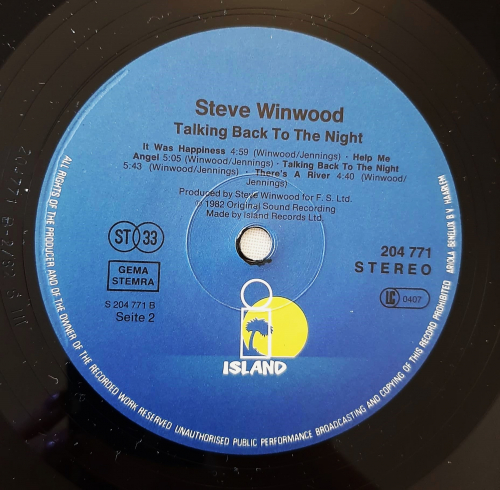 Steve Winwood
Talking Back To The Night
It Was Happiness 4:59 (Winwood/Jennings) · Help Me
Angel 5:05 (Winwood/Jennings) · Talking Back To The Night
5:43 (Winwood/Jennings) · There's A River 4:40 (Winwood/
Jennings)
Produced by Steve Winwood for F. S. Ltd.
℗ 1982 Original Sound Recording
Made by Island Records Ltd.
ST 33
GEMA
STEMRA
S 204 771 B
Seite 2
204 771
STEREO
LC 0407
ISLAND
ALL RIGHTS OF THE PRODUCER AND OF THE OWNER OF THE RECORDED WORK RESERVED UNAUTHORISED PUBLIC PERFORMANCE BROADCASTING AND COPYING OF THIS RECORD PROHIBITED ARIOLA BENELUX B.V. HAARLEM